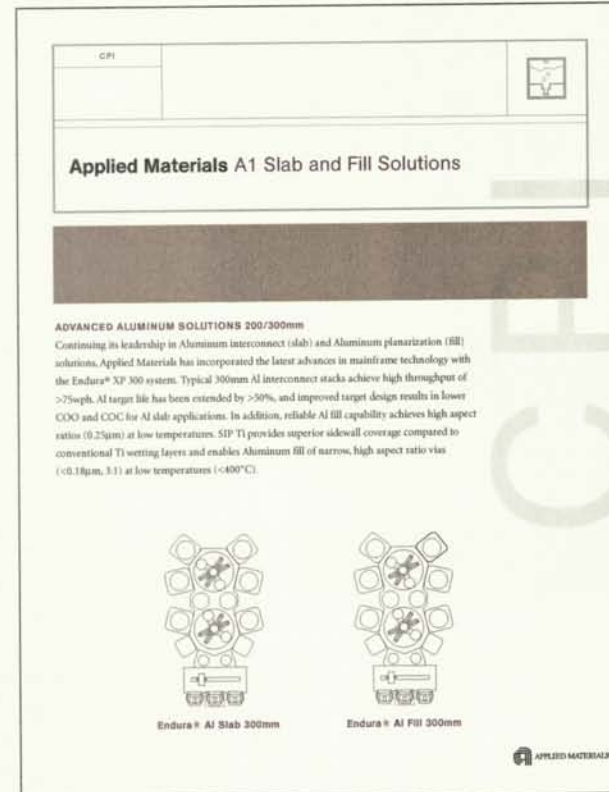 CPI
Applied Materials A1 Slab and Fill Solutions
ADVANCED ALUMINUM SOLUTIONS 200/300mm
Continuing its leadership in Aluminum interconnect (slab) and Aluminum planarization (fill)
solutions, Applied Materials has incorporated the latest advances in mainframe technology with
the Endura® XP 300 system. Typical 300mm Al interconnect stacks achieve high throughput of
>75wph. Al target life has been extended by >50%, and improved target design results in lower
COO and COC for Al slab applications. In addition, reliable Al fill capability achieves high aspect
ratios (0.25µm) at low temperatures. SIP Ti provides superior sidewall coverage compared to
conventional Ti wetting layers and enables Aluminum fill of narrow, high aspect ratio vias
(<0.18µm, 3:1) at low temperatures (<400°C).
Endura® Al Slab 300mm
Endura® Al Fill 300mm
APPLIED MATERIALS
CPI